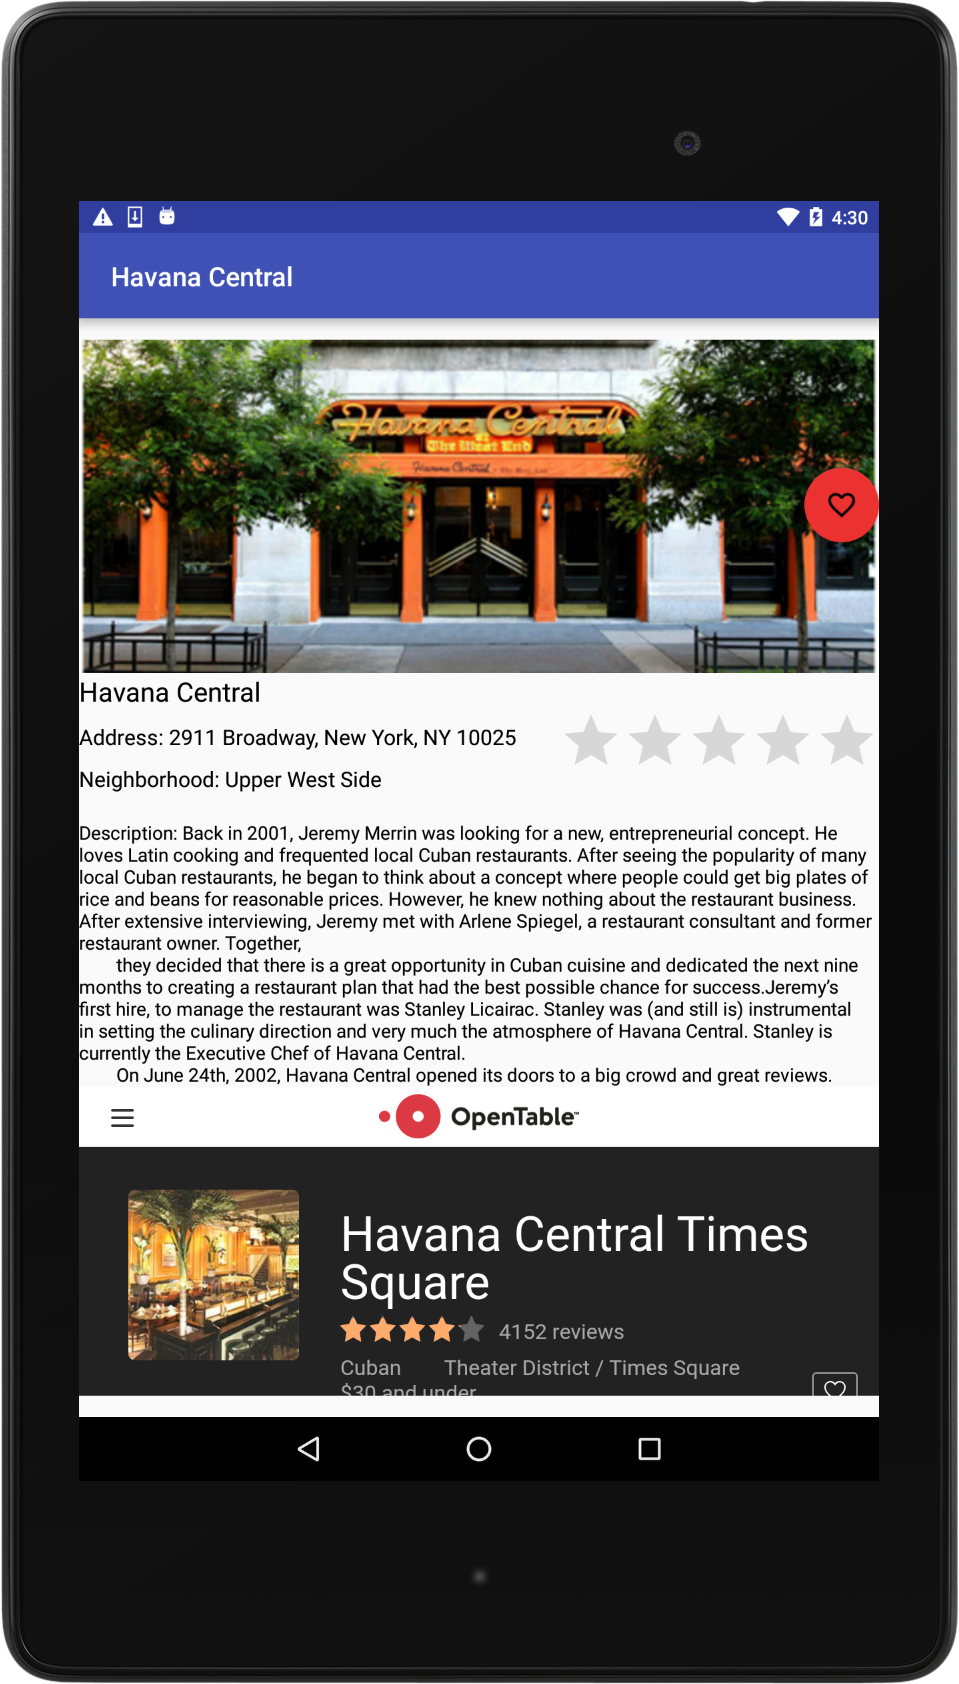 4:30
Havana Central
Havana Central
The West End
Havana Central
Havana Central
Address: 2911 Broadway, New York, NY 10025
Neighborhood: Upper West Side
Description: Back in 2001, Jeremy Merrin was looking for a new, entrepreneurial concept. He
loves Latin cooking and frequented local Cuban restaurants. After seeing the popularity of many
local Cuban restaurants, he began to think about a concept where people could get big plates of
rice and beans for reasonable prices. However, he knew nothing about the restaurant business.
After extensive interviewing, Jeremy met with Arlene Spiegel, a restaurant consultant and former
restaurant owner. Together,
they decided that there is a great opportunity in Cuban cuisine and dedicated the next nine
months to creating a restaurant plan that had the best possible chance for success.Jeremy’s
first hire, to manage the restaurant was Stanley Licairac. Stanley was (and still is) instrumental
in setting the culinary direction and very much the atmosphere of Havana Central. Stanley is
currently the Executive Chef of Havana Central.
On June 24th, 2002, Havana Central opened its doors to a big crowd and great reviews.
OpenTable™
Havana Central Times
Square
4152 reviews
Cuban Theater District / Times Square
$30 and under